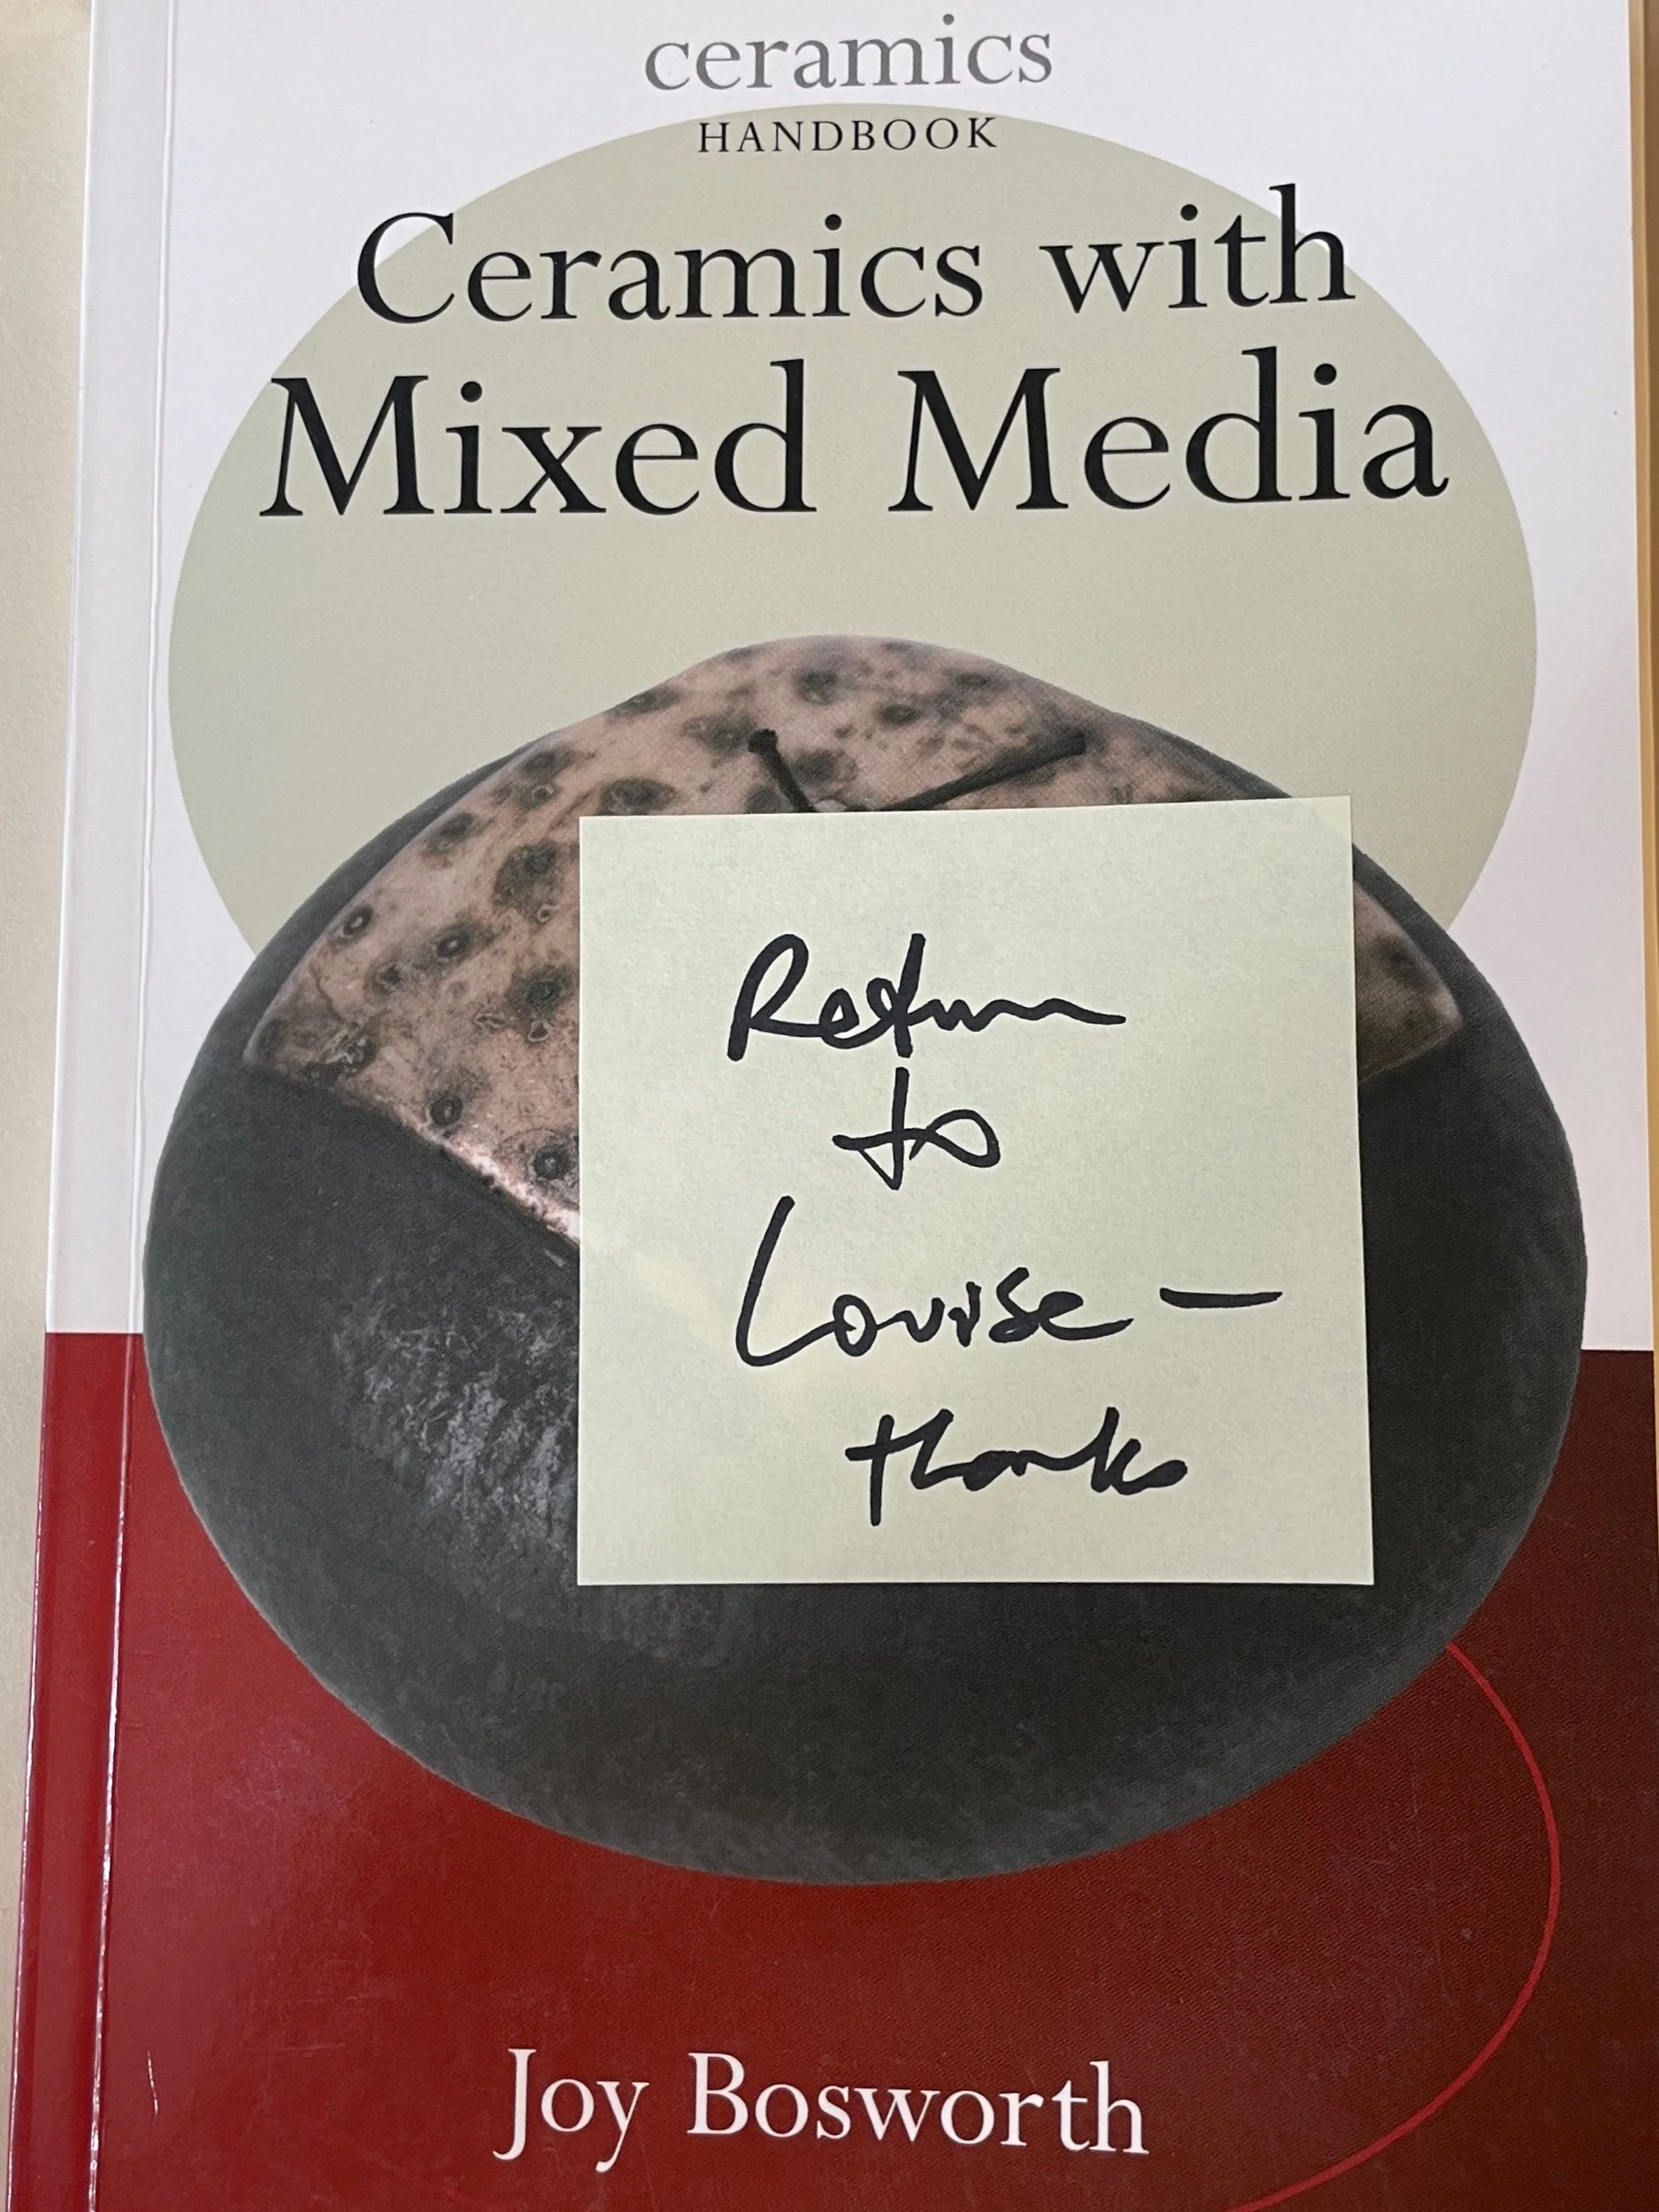 ceramics
HANDBOOK
Ceramics with
Mixed Media
Return
to
Louise —
thanks
Joy Bosworth